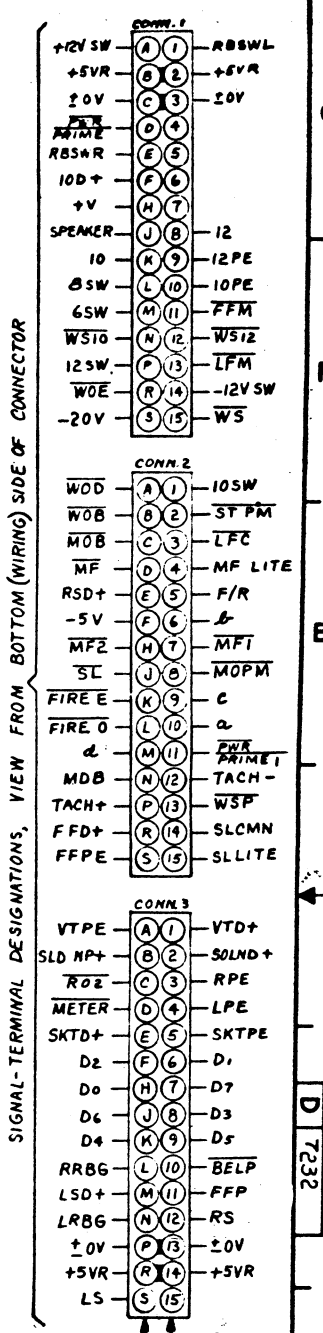 CONN. 1
+12V SW A 1 RBSWL
+5VR B 2 +5VR
±0V C 3 ±0V
PWR PRIME D 4
RBSWR E 5
10D+ F 6
+V H 7
SPEAKER J 8 12
10 K 9 12PE
8SW L 10 10PE
6SW M 11 FFM
WS10 N 12 WS12
12SW P 13 LFM
WOE R 14 -12V SW
-20V S 15 WS
CONN. 2
WOD A 1 10SW
WOB B 2 ST PM
MOB C 3 LFC
MF D 4 MF LITE
RSD+ E 5 F/R
-5V F 6 b
MF2 H 7 MF1
SL J 8 MOPM
FIRE E K 9 c
FIRE O L 10 a
d M 11 PWR PRIME 1
MDB N 12 TACH-
TACH+ P 13 WSP
FFD+ R 14 SLCMN
FFPE S 15 SLLITE
CONN. 3
VTPE A 1 VTD+
SLD MP+ B 2 SOLND+
RO2 C 3 RPE
METER D 4 LPE
SKTD+ E 5 SKTPE
D2 F 6 D1
D0 H 7 D7
D6 J 8 D3
D4 K 9 D5
RRBG L 10 BELP
LSD+ M 11 FFP
LRBG N 12 RS
±0V P 13 ±0V
+5VR R 14 +5VR
LS S 15
SIGNAL-TERMINAL DESIGNATIONS, VIEW FROM BOTTOM (WIRING) SIDE OF CONNECTOR
D 7232